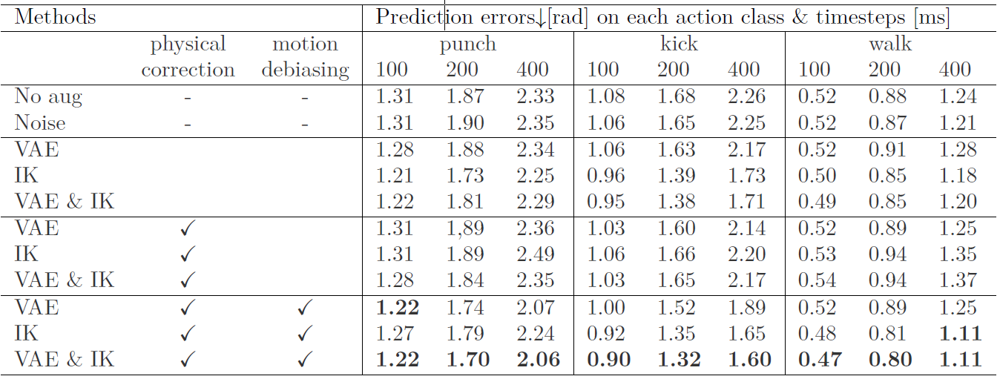 Methods Prediction errors↓[rad] on each action class & timesteps [ms]
physical motion punch kick walk
correction debiasing 100 200 400 100 200 400 100 200 400
No aug - - 1.31 1.87 2.33 1.08 1.68 2.26 0.52 0.88 1.24
Noise - - 1.31 1.90 2.35 1.06 1.65 2.25 0.52 0.87 1.21
VAE 1.28 1.88 2.34 1.06 1.63 2.17 0.52 0.91 1.28
IK 1.21 1.73 2.25 0.96 1.39 1.73 0.50 0.85 1.18
VAE & IK 1.22 1.81 2.29 0.95 1.38 1.71 0.49 0.85 1.20
VAE ✓ 1.31 1,89 2.36 1.03 1.60 2.14 0.52 0.89 1.25
IK ✓ 1.31 1.89 2.49 1.06 1.66 2.20 0.53 0.94 1.35
VAE & IK ✓ 1.28 1.84 2.35 1.03 1.65 2.17 0.54 0.94 1.37
VAE ✓ ✓ 1.22 1.74 2.07 1.00 1.52 1.89 0.52 0.89 1.25
IK ✓ ✓ 1.27 1.79 2.24 0.92 1.35 1.65 0.48 0.81 1.11
VAE & IK ✓ ✓ 1.22 1.70 2.06 0.90 1.32 1.60 0.47 0.80 1.11